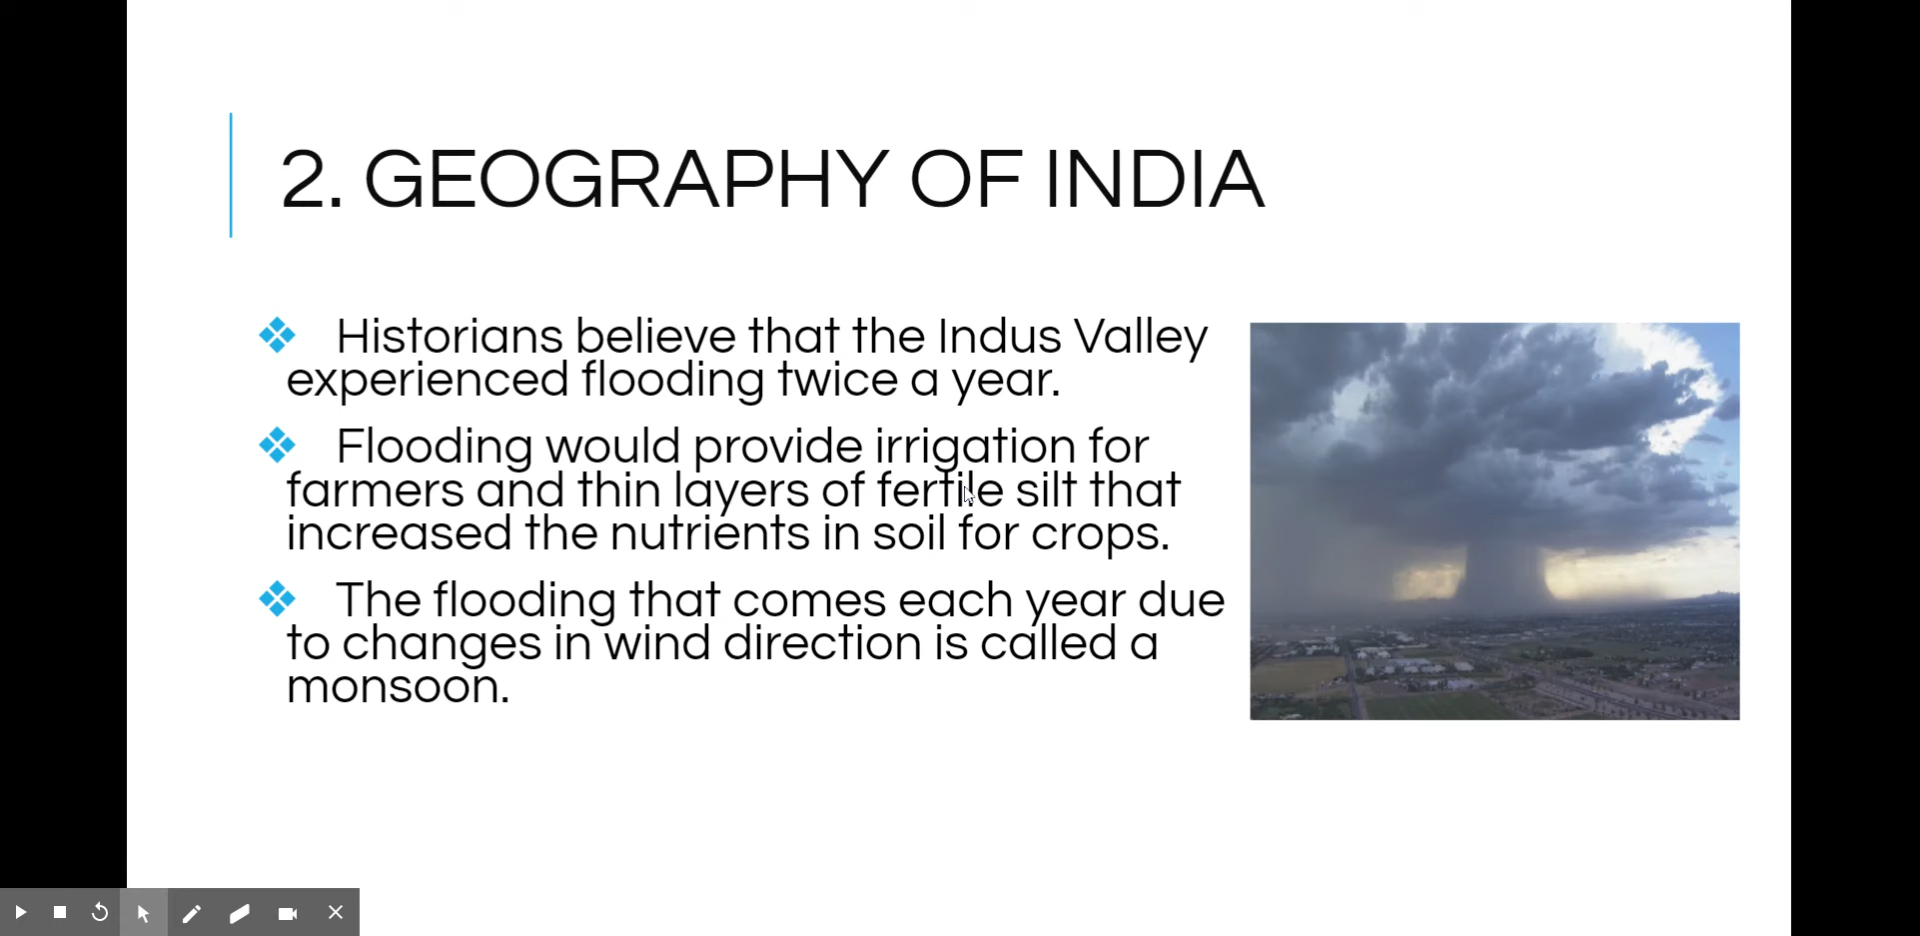 2. GEOGRAPHY OF INDIA
Historians believe that the Indus Valley
experienced flooding twice a year.
Flooding would provide irrigation for
farmers and thin layers of fertile silt that
increased the nutrients in soil for crops.
The flooding that comes each year due
to changes in wind direction is called a
monsoon.